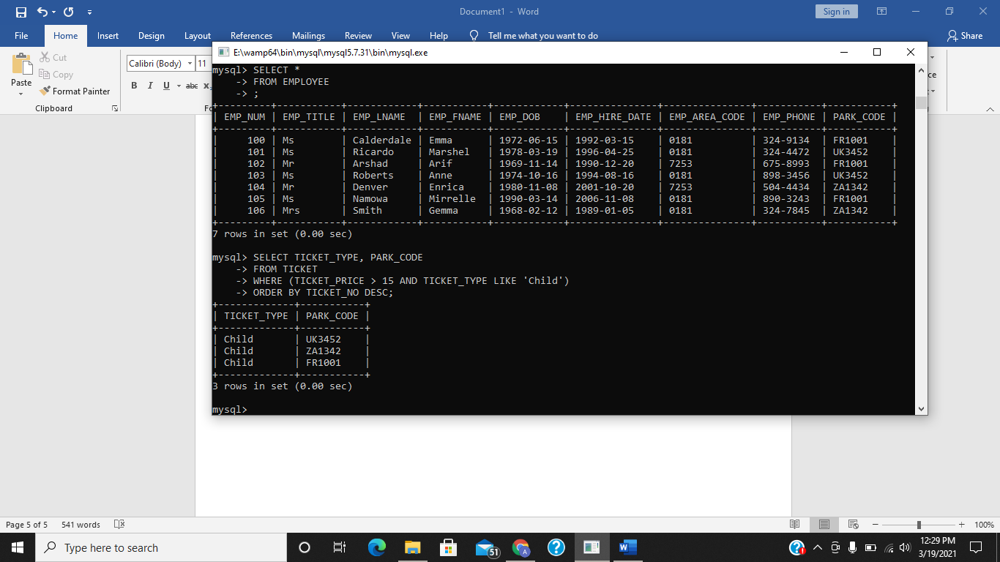 Document1 - Word
Sign in
File Home Insert Design Layout References Mailings Review View Help Tell me what you want to do Share
Cut
Copy
Paste
Format Painter
Clipboard
Calibri (Body) 11
B I U abc x
Fo
ce
E:\wamp64\bin\mysql\mysql5.7.31\bin\mysql.exe
mysql> SELECT *
-> FROM EMPLOYEE
-> ;
+---------+-----------+------------+-----------+------------+---------------+---------------+-----------+-----------+
| EMP_NUM | EMP_TITLE | EMP_LNAME | EMP_FNAME | EMP_DOB | EMP_HIRE_DATE | EMP_AREA_CODE | EMP_PHONE | PARK_CODE |
+---------+-----------+------------+-----------+------------+---------------+---------------+-----------+-----------+
| 100 | Ms | Calderdale | Emma | 1972-06-15 | 1992-03-15 | 0181 | 324-9134 | FR1001 |
| 101 | Ms | Ricardo | Marshel | 1978-03-19 | 1996-04-25 | 0181 | 324-4472 | UK3452 |
| 102 | Mr | Arshad | Arif | 1969-11-14 | 1990-12-20 | 7253 | 675-8993 | FR1001 |
| 103 | Ms | Roberts | Anne | 1974-10-16 | 1994-08-16 | 0181 | 898-3456 | UK3452 |
| 104 | Mr | Denver | Enrica | 1980-11-08 | 2001-10-20 | 7253 | 504-4434 | ZA1342 |
| 105 | Ms | Namowa | Mirrelle | 1990-03-14 | 2006-11-08 | 0181 | 890-3243 | FR1001 |
| 106 | Mrs | Smith | Gemma | 1968-02-12 | 1989-01-05 | 0181 | 324-7845 | ZA1342 |
+---------+-----------+------------+-----------+------------+---------------+---------------+-----------+-----------+
7 rows in set (0.00 sec)
mysql> SELECT TICKET_TYPE, PARK_CODE
-> FROM TICKET
-> WHERE (TICKET_PRICE > 15 AND TICKET_TYPE LIKE 'Child')
-> ORDER BY TICKET_NO DESC;
+-------------+-----------+
| TICKET_TYPE | PARK_CODE |
+-------------+-----------+
| Child | UK3452 |
| Child | ZA1342 |
| Child | FR1001 |
+-------------+-----------+
3 rows in set (0.00 sec)
mysql>
Page 5 of 5 541 words 100%
Type here to search
51
A
12:29 PM
3/19/2021